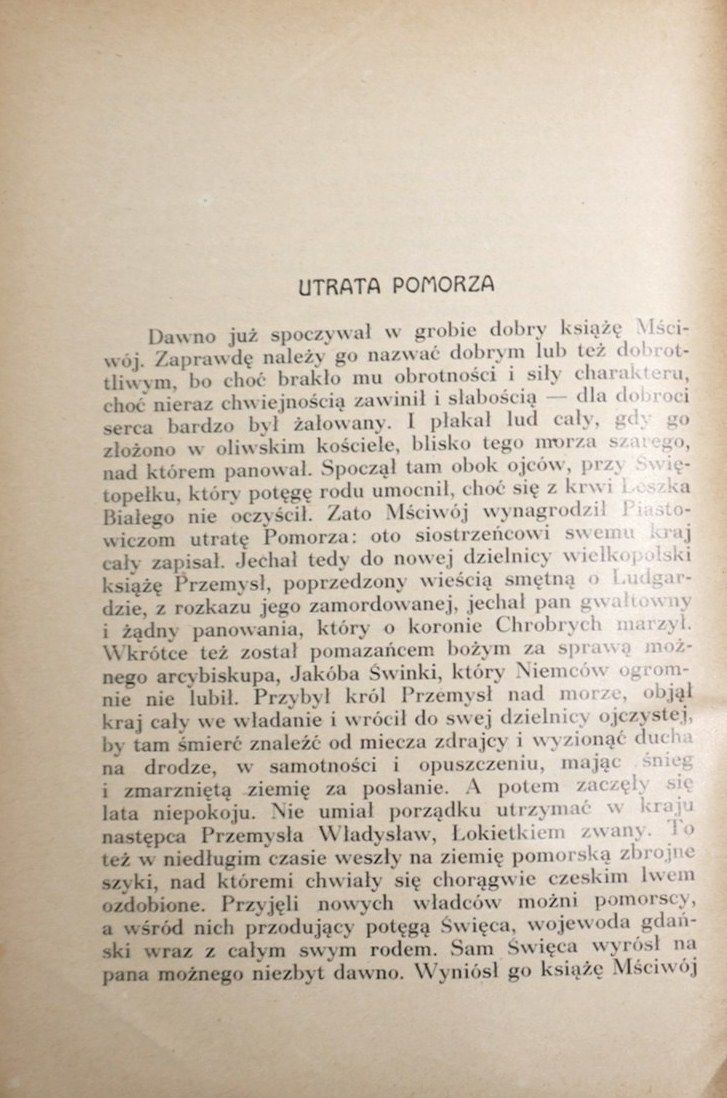 UTRATA POMORZA
Dawno już spoczywał w grobie dobry książę Mści-
wój. Zaprawdę należy go nazwać dobrym lub też dobrot-
tliwym, bo choć brakło mu obrotności i siły charakteru,
choć nieraz chwiejnością zawinił i słabością — dla dobroci
serca bardzo był żałowany. I płakał lud cały, gdy go
złożono w oliwskim kościele, blisko tego morza szarego,
nad którem panował. Spoczął tam obok ojców, przy Świę-
topełku, który potęgę rodu umocnił, choć się z krwi Leszka
Białego nie oczyścił. Zato Mściwój wynagrodził Piasto-
wiczom utratę Pomorza: oto siostrzeńcowi swemu kraj
cały zapisał. Jechał tedy do nowej dzielnicy wielkopolski
książę Przemysł, poprzedzony wieścią smętną o Ludgar-
dzie, z rozkazu jego zamordowanej, jechał pan gwałtowny
i żądny panowania, który o koronie Chrobrych marzył.
Wkrótce też został pomazańcem bożym za sprawą moż-
nego arcybiskupa, Jakóba Świnki, który Niemców ogrom-
nie nie lubił. Przybył król Przemysł nad morze, objął
kraj cały we władanie i wrócił do swej dzielnicy ojczystej,
by tam śmierć znaleźć od miecza zdrajcy i wyzionąć ducha
na drodze, w samotności i opuszczeniu, mając śnieg
i zmarzniętą ziemię za posłanie. A potem zaczęły się
lata niepokoju. Nie umiał porządku utrzymać w kraju
następca Przemysła Władysław, Łokietkiem zwany. To
też w niedługim czasie weszły na ziemię pomorską zbrojne
szyki, nad któremi chwiały się chorągwie czeskim lwem
ozdobione. Przyjęli nowych władców możni pomorscy,
a wśród nich przodujący potęgą Święca, wojewoda gdań-
ski wraz z całym swym rodem. Sam Święca wyrósł na
pana możnego niezbyt dawno. Wyniósł go książę Mściwój